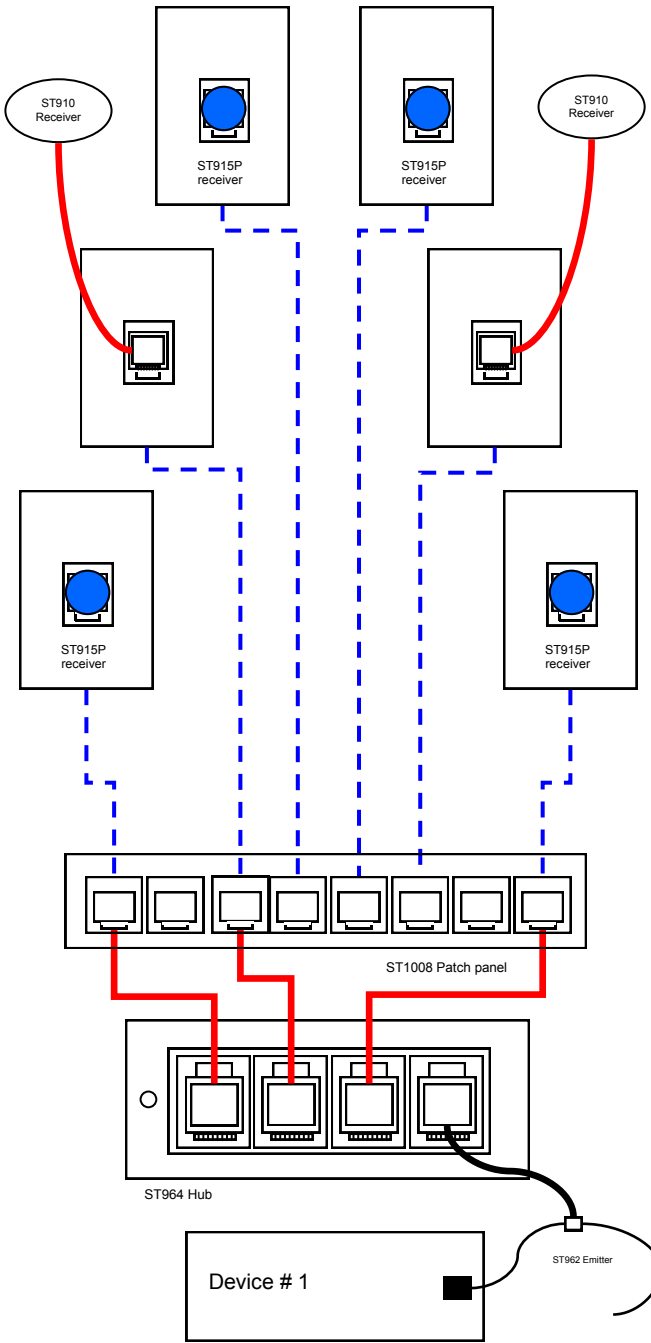 ST910
Receiver
ST910
Receiver
ST915P
receiver
ST915P
receiver
ST915P
receiver
ST915P
receiver
ST1008 Patch panel
ST964 Hub
ST962 Emitter
Device # 1